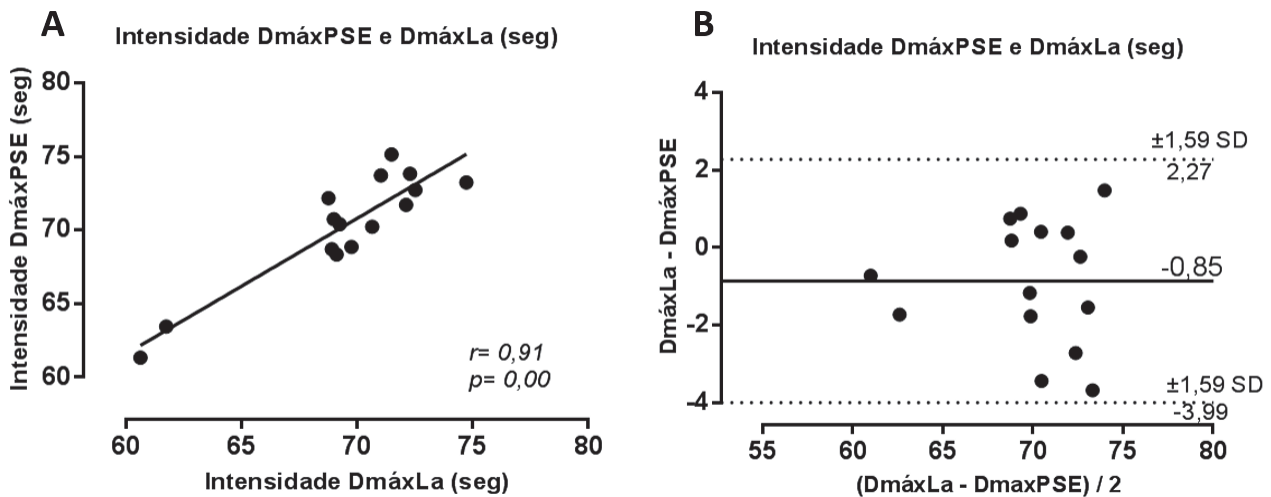 A
Intensidade DmáxPSE e DmáxLa (seg)
Intensidade DmáxPSE (seg)
80
75
70
65
60
r= 0,91
p= 0,00
60 65 70 75 80
Intensidade DmáxLa (seg)
B
Intensidade DmáxPSE e DmáxLa (seg)
DmáxLa - DmáxPSE
4
2
0
-2
-4
±1,59 SD
2,27
-0,85
±1,59 SD
-3,99
55 60 65 70 75 80
(DmáxLa - DmaxPSE) / 2